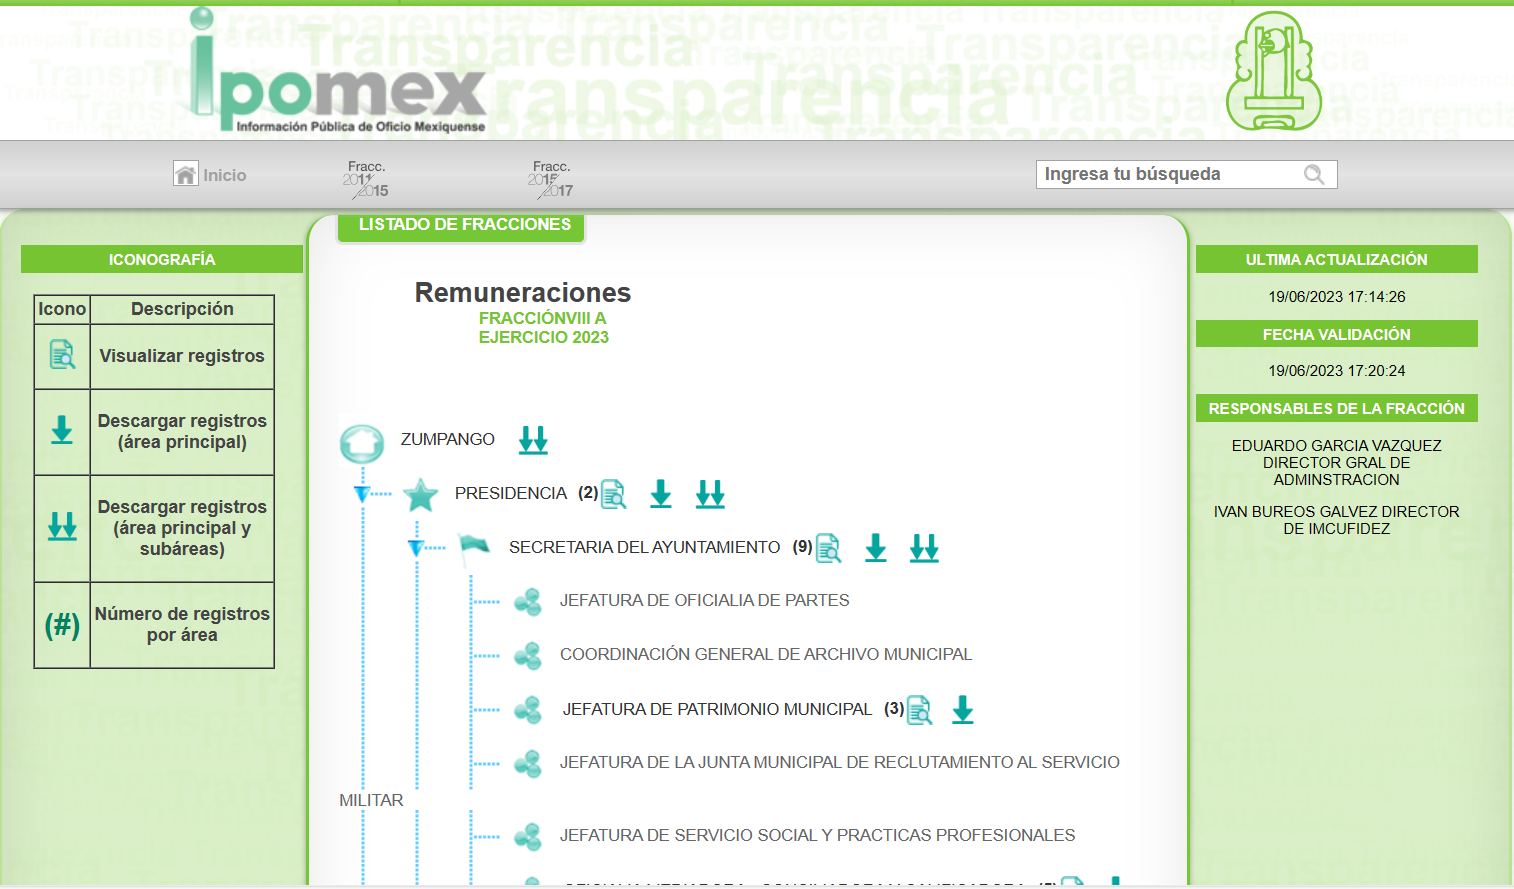 ipomex
Información Pública de Oficio Mexiquense
Transparencia
Inicio
Fracc.
2011
2015
Fracc.
2015
2017
Ingresa tu búsqueda
LISTADO DE FRACCIONES
ICONOGRAFÍA
Icono Descripción
Visualizar registros
Descargar registros
(área principal)
Descargar registros
(área principal y
subáreas)
(#) Número de registros
por área
Remuneraciones
FRACCIÓNVIII A
EJERCICIO 2023
ZUMPANGO
PRESIDENCIA (2)
SECRETARIA DEL AYUNTAMIENTO (9)
JEFATURA DE OFICIALIA DE PARTES
COORDINACIÓN GENERAL DE ARCHIVO MUNICIPAL
JEFATURA DE PATRIMONIO MUNICIPAL (3)
JEFATURA DE LA JUNTA MUNICIPAL DE RECLUTAMIENTO AL SERVICIO
MILITAR
JEFATURA DE SERVICIO SOCIAL Y PRACTICAS PROFESIONALES
ULTIMA ACTUALIZACIÓN
19/06/2023 17:14:26
FECHA VALIDACIÓN
19/06/2023 17:20:24
RESPONSABLES DE LA FRACCIÓN
EDUARDO GARCIA VAZQUEZ
DIRECTOR GRAL DE
ADMINSTRACION
IVAN BUREOS GALVEZ DIRECTOR
DE IMCUFIDEZ